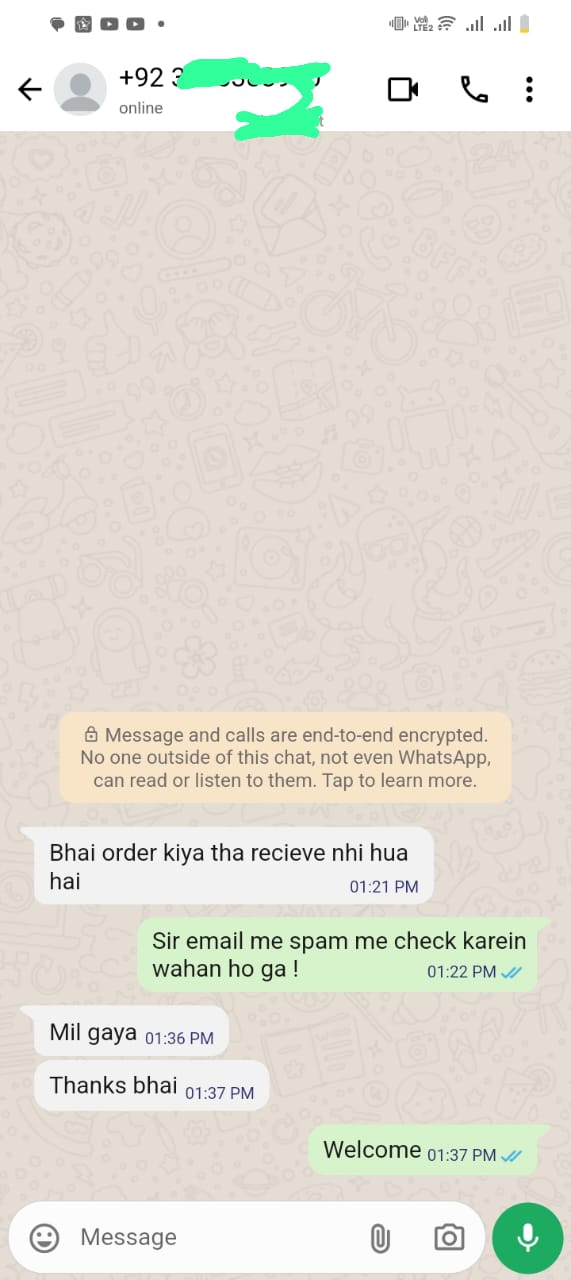 +92 3
online
Message and calls are end-to-end encrypted.
No one outside of this chat, not even WhatsApp,
can read or listen to them. Tap to learn more.
Bhai order kiya tha recieve nhi hua
hai
01:21 PM
Sir email me spam me check karein
wahan ho ga !
01:22 PM
Mil gaya 01:36 PM
Thanks bhai 01:37 PM
Welcome 01:37 PM
Message